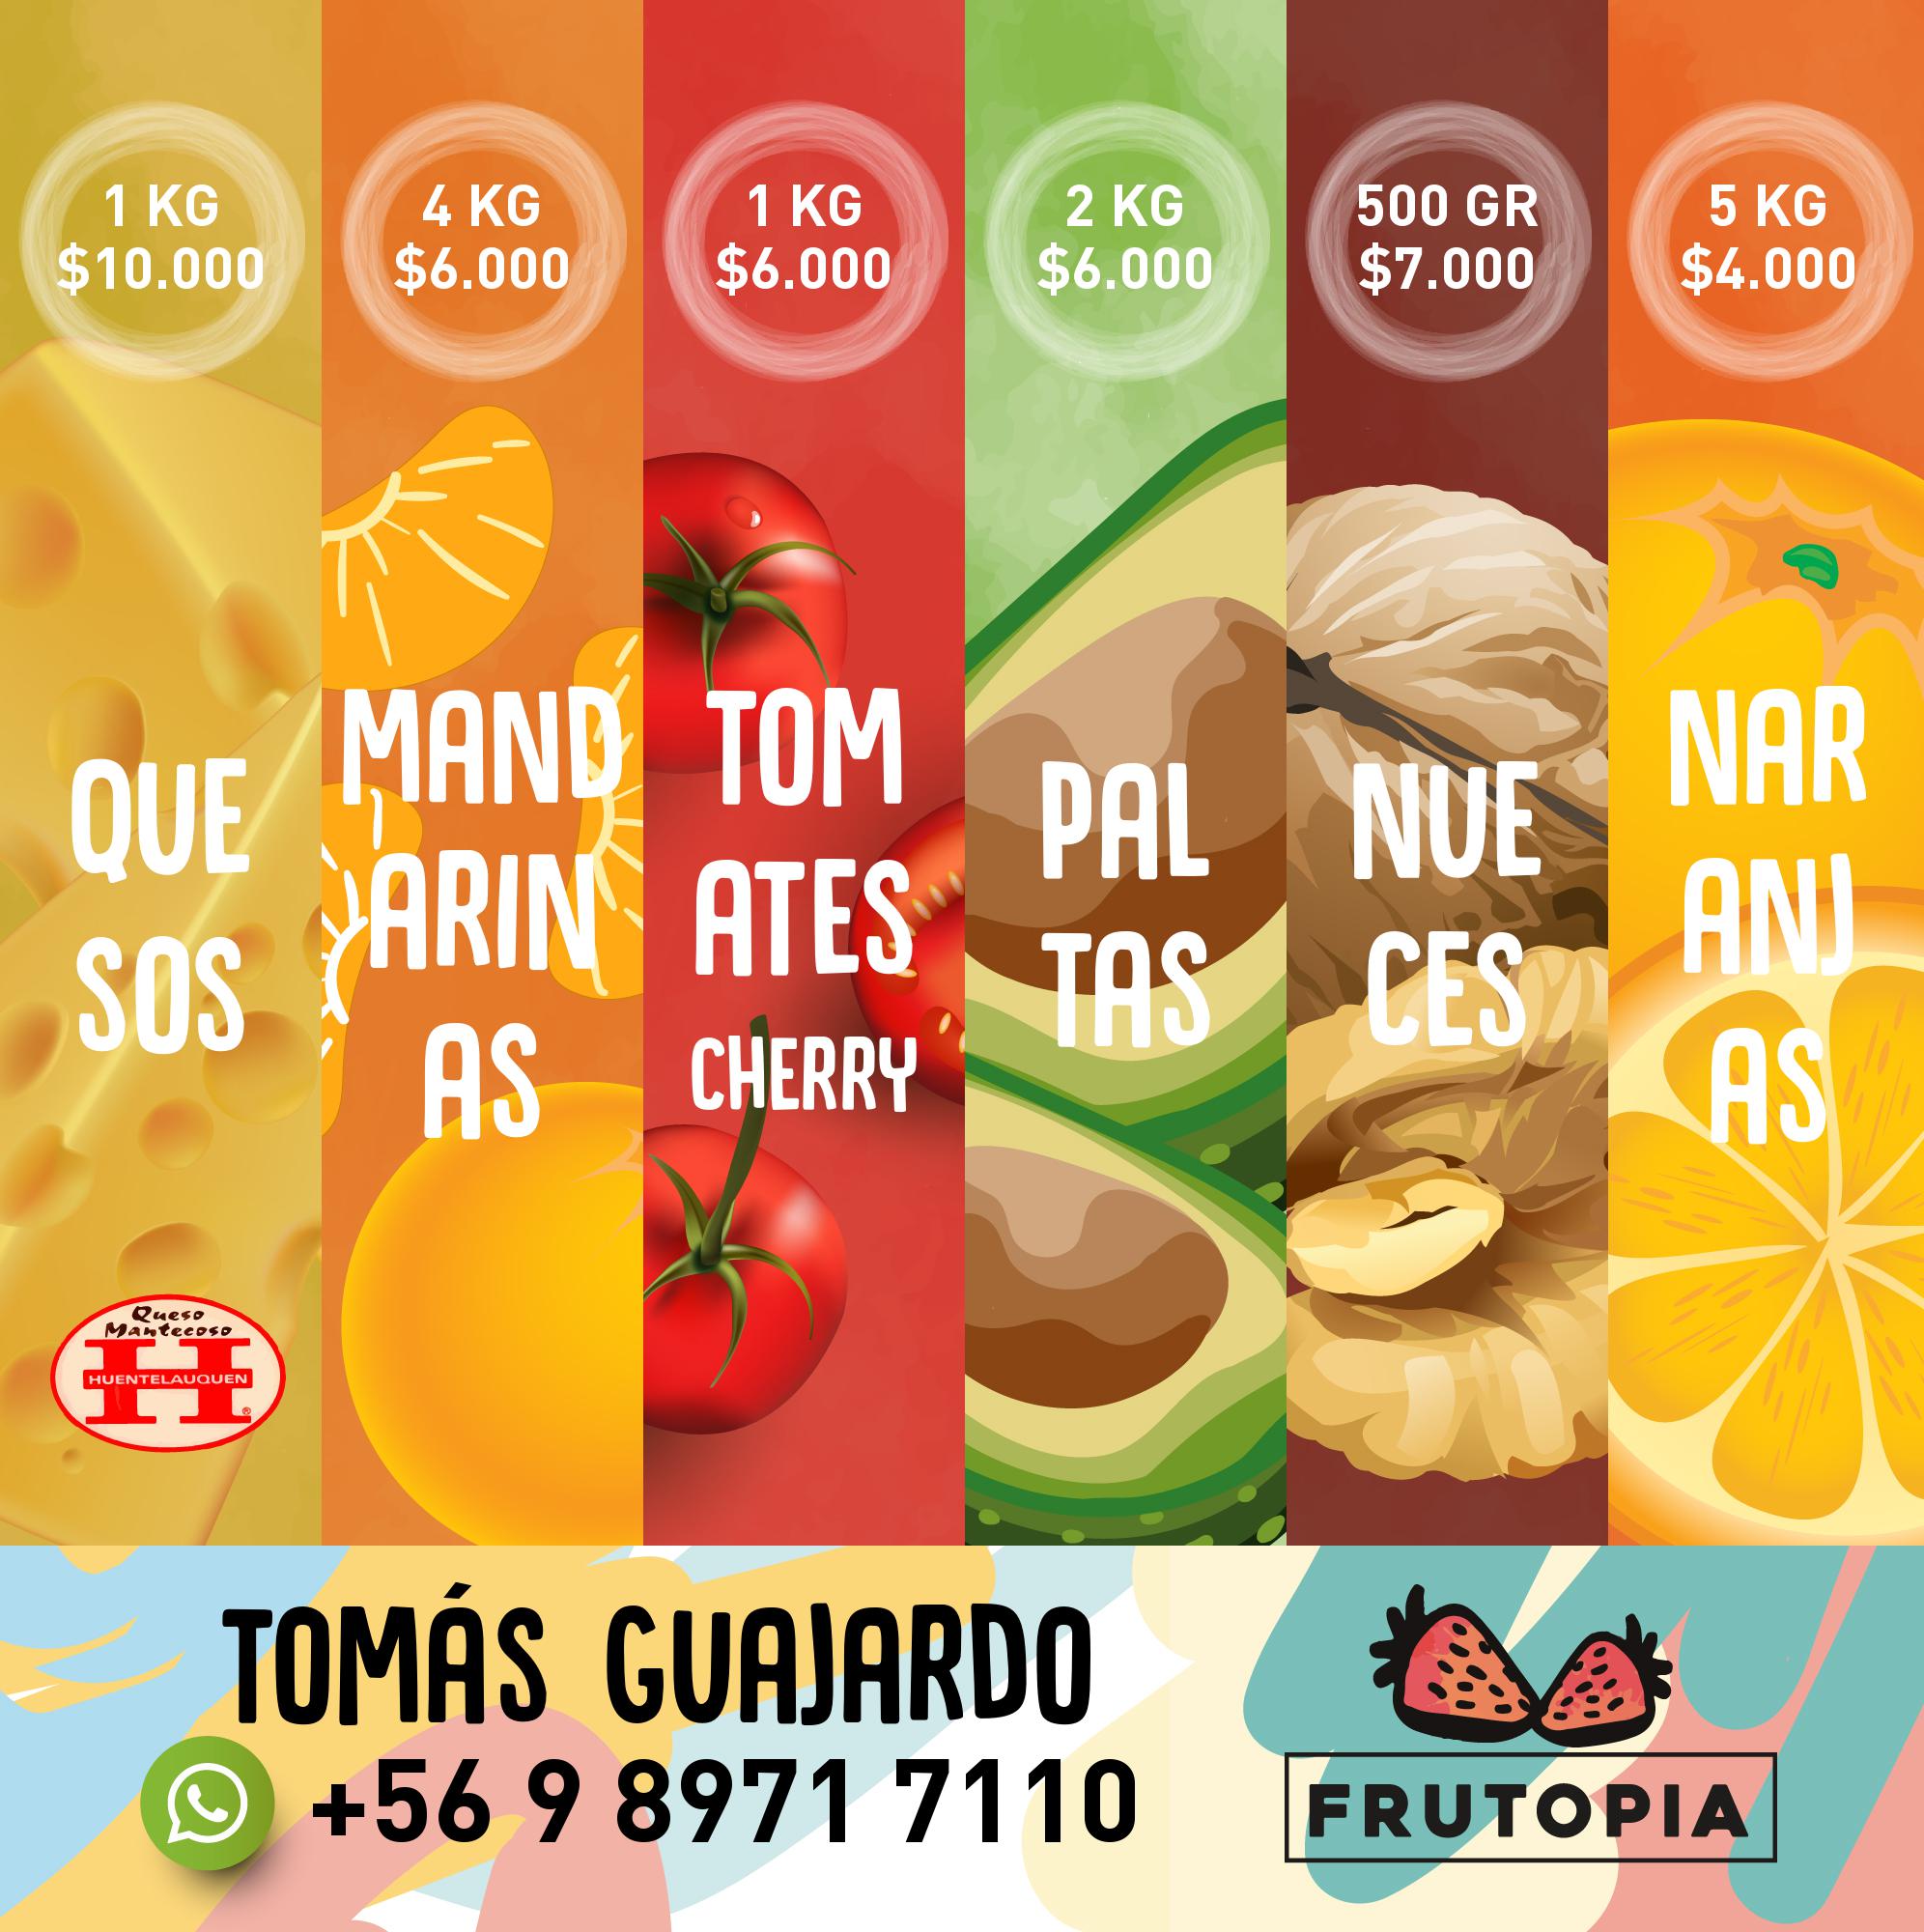 1 KG
$10.000
QUE
SOS
Queso
Mantecoso
H
HUENTELAUQUEN
®
4 KG
$6.000
MAND
ARIN
AS
1 KG
$6.000
TOM
ATES
CHERRY
2 KG
$6.000
PAL
TAS
500 GR
$7.000
NUE
CES
5 KG
$4.000
NAR
ANJ
AS
TOMÁS GUAJARDO
+56 9 8971 7110
FRUTOPIA